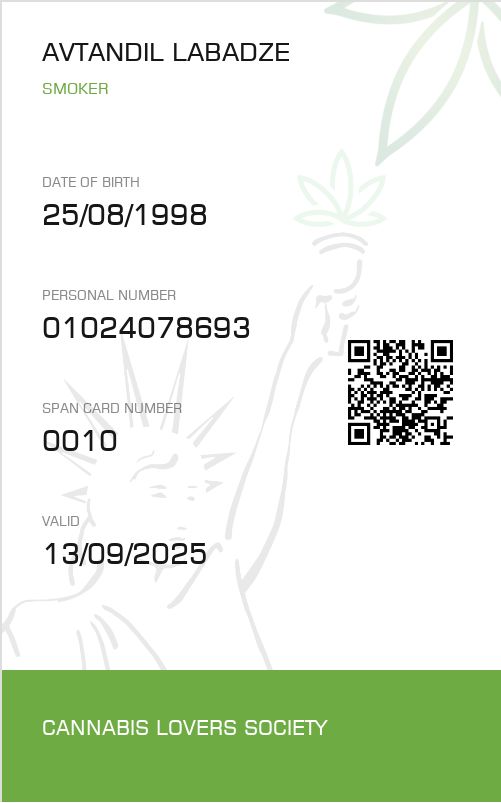 AVTANDIL LABADZE
SMOKER
DATE OF BIRTH
25/08/1998
PERSONAL NUMBER
01024078693
SPAN CARD NUMBER
0010
VALID
13/09/2025
CANNABIS LOVERS SOCIETY